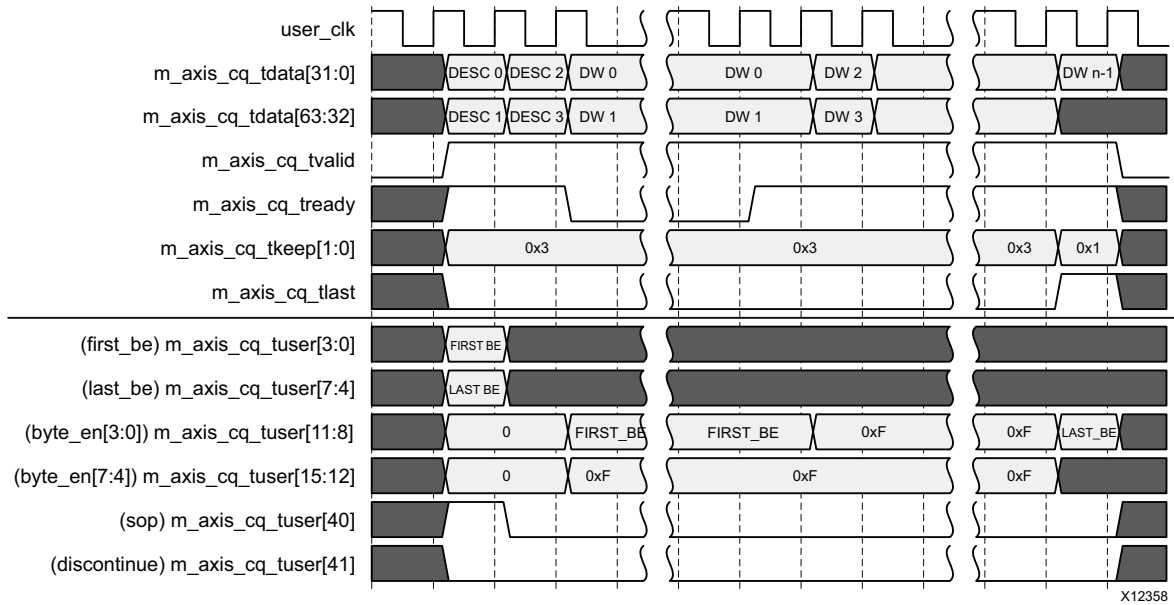 user_clk
m_axis_cq_tdata[31:0] DESC 0 DESC 2 DW 0 DW 0 DW 2 DW n-1
m_axis_cq_tdata[63:32] DESC 1 DESC 3 DW 1 DW 1 DW 3
m_axis_cq_tvalid
m_axis_cq_tready
m_axis_cq_tkeep[1:0] 0x3 0x3 0x3 0x1
m_axis_cq_tlast
(first_be) m_axis_cq_tuser[3:0] FIRST BE
(last_be) m_axis_cq_tuser[7:4] LAST BE
(byte_en[3:0]) m_axis_cq_tuser[11:8] 0 FIRST_BE FIRST_BE 0xF 0xF LAST_BE
(byte_en[7:4]) m_axis_cq_tuser[15:12] 0 0xF 0xF 0xF
(sop) m_axis_cq_tuser[40]
(discontinue) m_axis_cq_tuser[41]
X12358